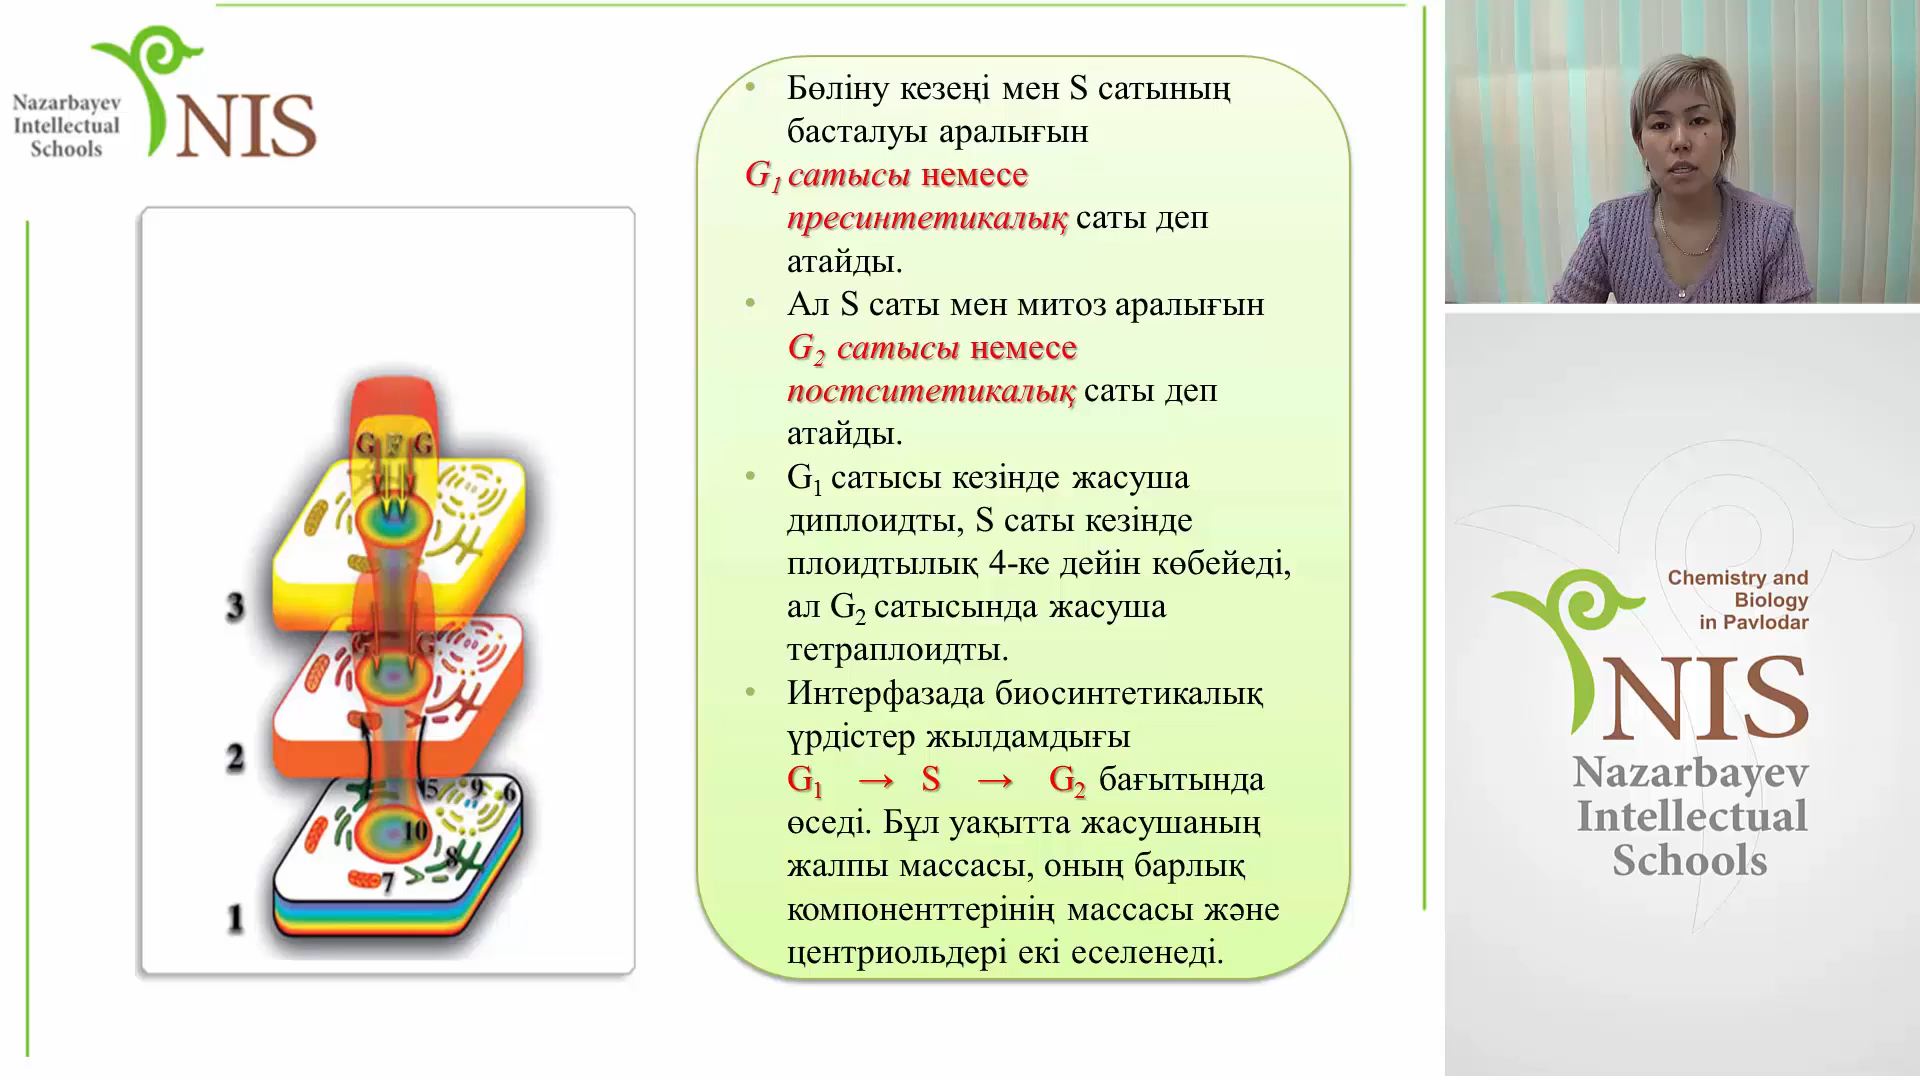 Nazarbayev
Intellectual
Schools
NIS
• Бөліну кезеңі мен S сатының
басталуы аралығын
G1 сатысы немесе
пресинтетикалық саты деп
атайды.
• Ал S саты мен митоз аралығын
G2 сатысы немесе
постситетикалық саты деп
атайды.
• G1 сатысы кезінде жасуша
диплоидты, S саты кезінде
плоидтылық 4-ке дейін көбейеді,
ал G2 сатысында жасуша
тетраплоидты.
• Интерфазада биосинтетикалық
үрдістер жылдамдығы
G1 → S → G2 бағытында
өседі. Бұл уақытта жасушаның
жалпы массасы, оның барлық
компоненттерінің массасы және
центриольдері екі еселенеді.
G G
3
G
2
5 9 6
10
8
7
1
Chemistry and
Biology
in Pavlodar
NIS
Nazarbayev
Intellectual
Schools